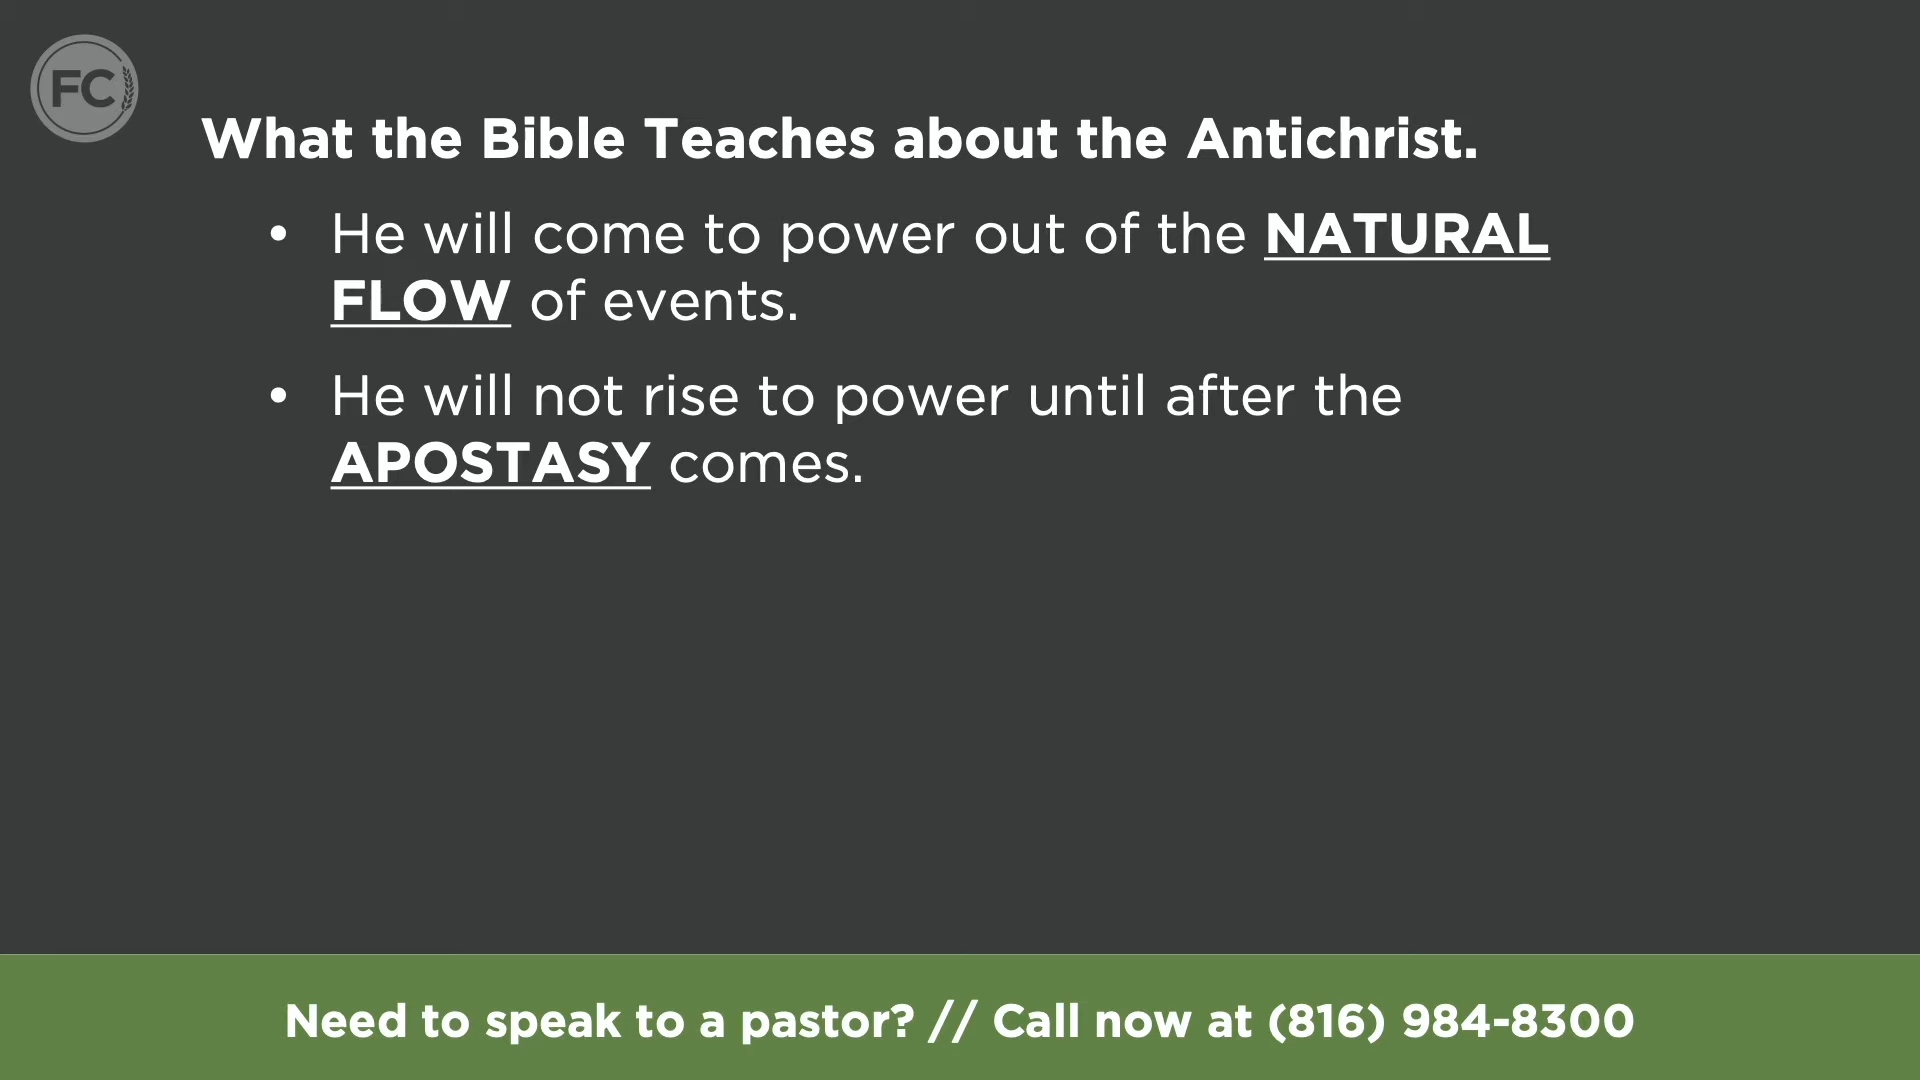 FC
What the Bible Teaches about the Antichrist.
• He will come to power out of the NATURAL
FLOW of events.
• He will not rise to power until after the
APOSTASY comes.
Need to speak to a pastor? // Call now at (816) 984-8300